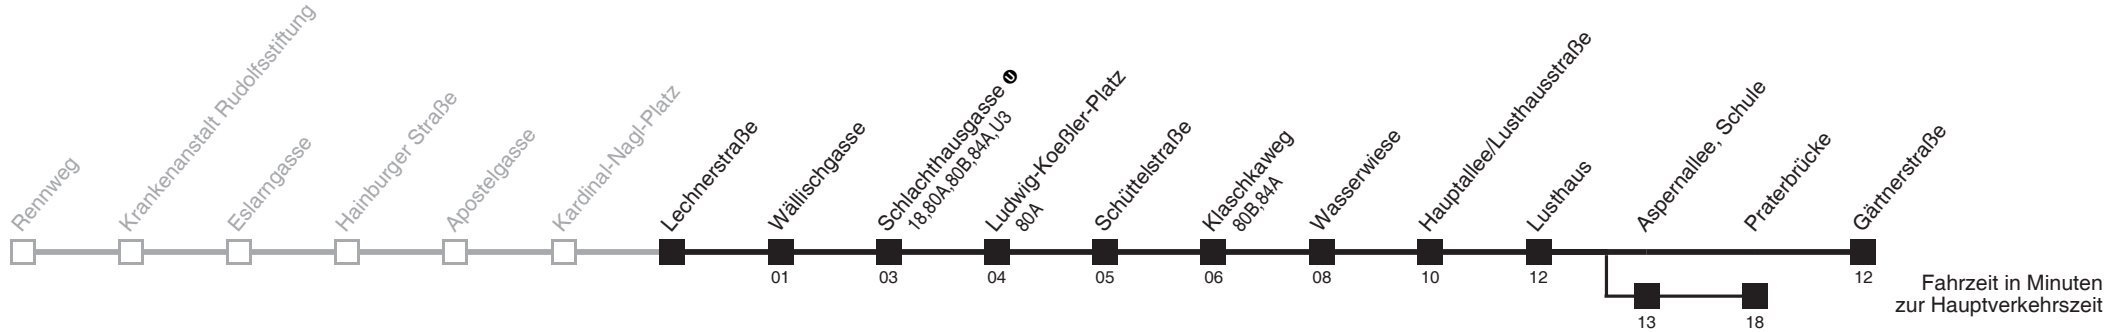 Rennweg
Krankenanstalt Rudolfsstiftung
Eslarngasse
Hainburger Straße
Apostelgasse
Kardinal-Nagl-Platz
Lechnerstraße
Wällischgasse
01
Schlachthausgasse U
18,80A,80B,84A,U3
03
Ludwig-Koeßler-Platz
80A
04
Schüttelstraße
05
Klaschkaweg
80B,84A
06
Wasserwiese
08
Hauptallee/Lusthausstraße
10
Lusthaus
12
Aspernallee, Schule
13
Praterbrücke
18
Gärtnerstraße
12
Fahrzeit in Minuten
zur Hauptverkehrszeit